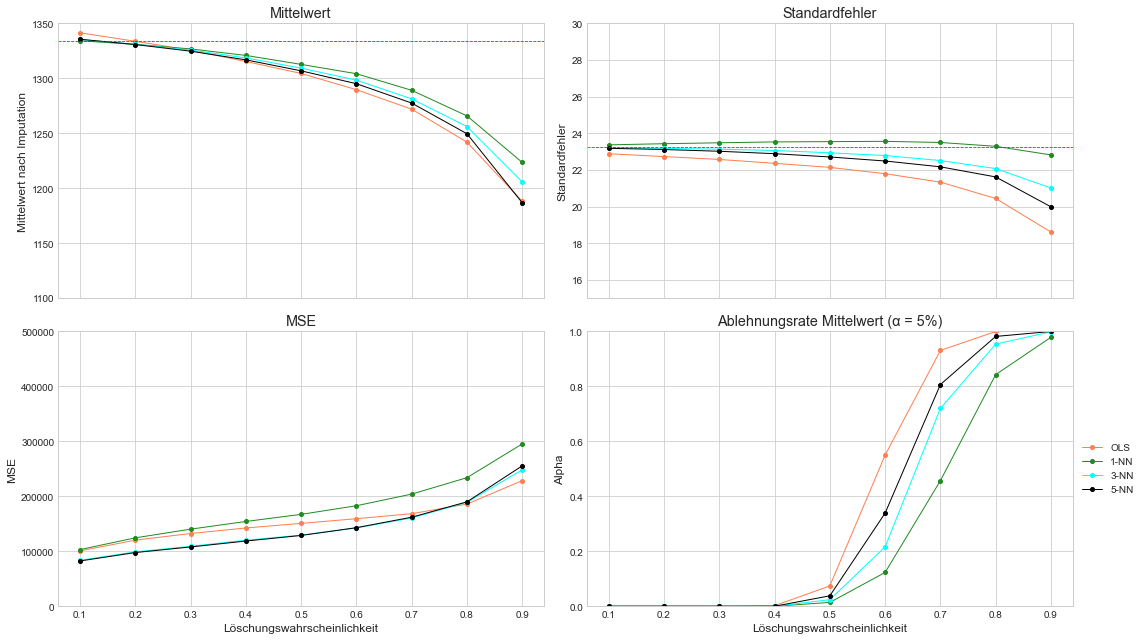 Mittelwert
Mittelwert nach Imputation
1350
1300
1250
1200
1150
1100
Standardfehler
Standardfehler
30
28
26
24
22
20
18
16
MSE
MSE
500000
400000
300000
200000
100000
0
0.1 0.2 0.3 0.4 0.5 0.6 0.7 0.8 0.9
Löschungswahrscheinlichkeit
Ablehnungsrate Mittelwert (α = 5%)
Alpha
1.0
0.8
0.6
0.4
0.2
0.0
0.1 0.2 0.3 0.4 0.5 0.6 0.7 0.8 0.9
Löschungswahrscheinlichkeit
OLS
1-NN
3-NN
5-NN